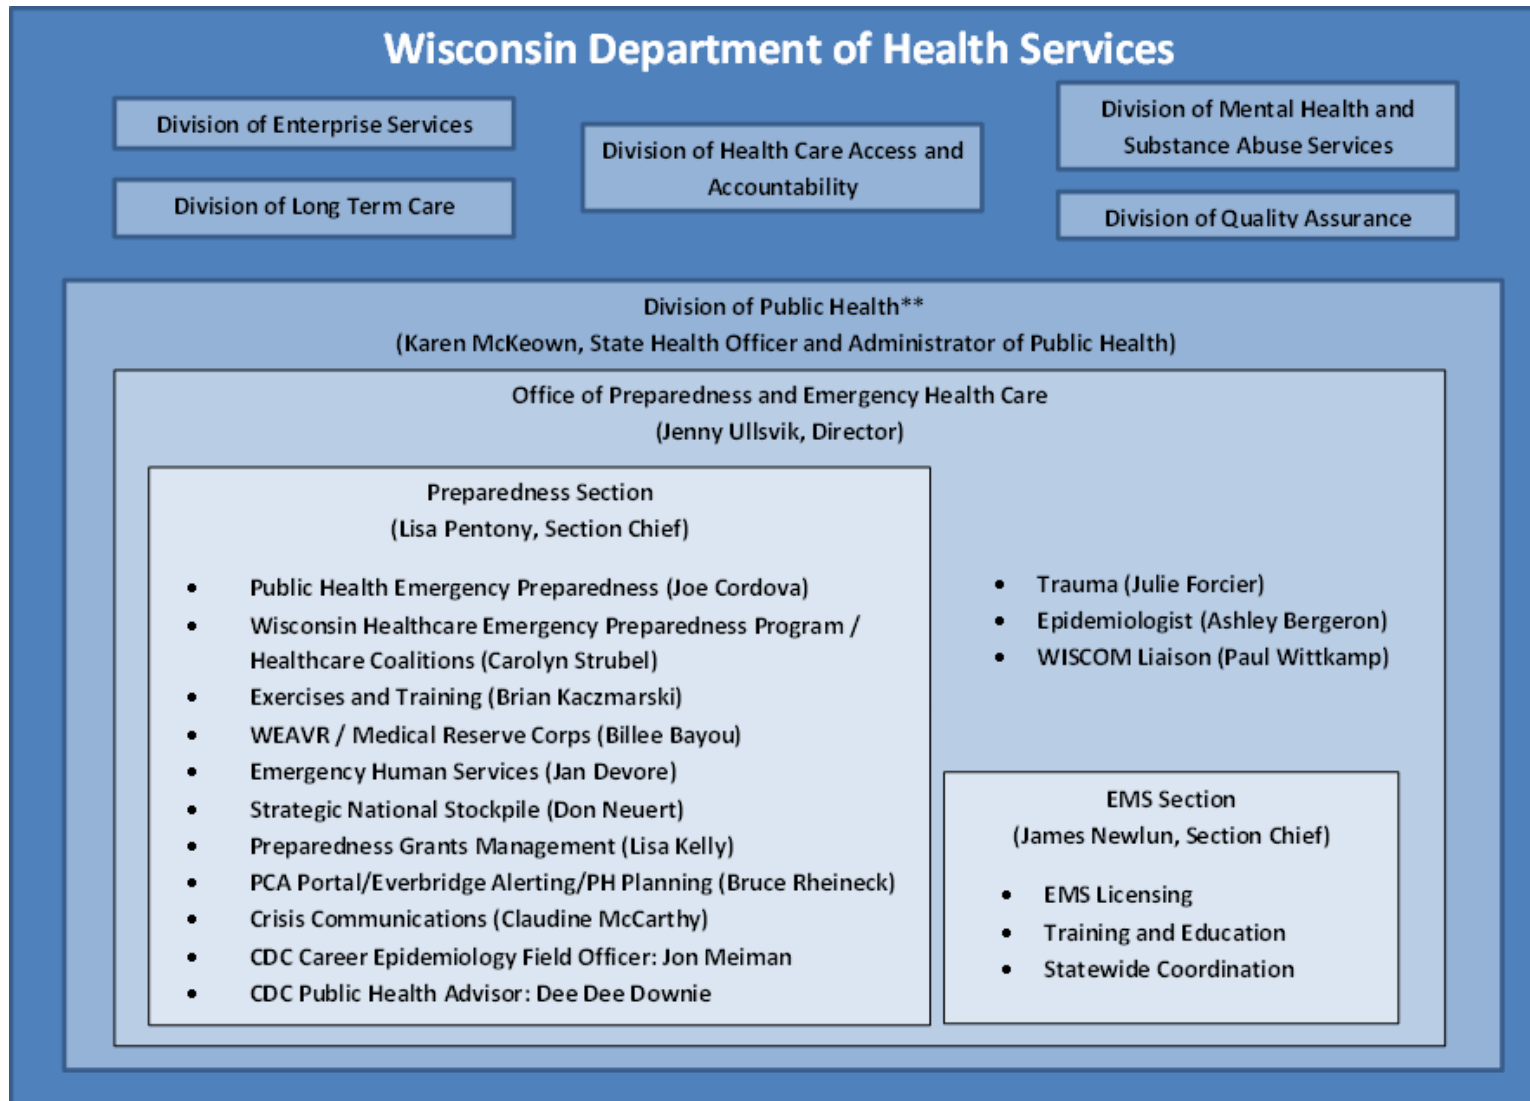 Wisconsin Department of Health Services
Division of Enterprise Services
Division of Long Term Care
Division of Health Care Access and
Accountability
Division of Mental Health and
Substance Abuse Services
Division of Quality Assurance
Division of Public Health**
(Karen McKeown, State Health Officer and Administrator of Public Health)
Office of Preparedness and Emergency Health Care
(Jenny Ullsvik, Director)
Preparedness Section
(Lisa Pentony, Section Chief)
• Public Health Emergency Preparedness (Joe Cordova)
• Wisconsin Healthcare Emergency Preparedness Program /
Healthcare Coalitions (Carolyn Strubel)
• Exercises and Training (Brian Kaczmarski)
• WEAVR / Medical Reserve Corps (Billee Bayou)
• Emergency Human Services (Jan Devore)
• Strategic National Stockpile (Don Neuert)
• Preparedness Grants Management (Lisa Kelly)
• PCA Portal/Everbridge Alerting/PH Planning (Bruce Rheineck)
• Crisis Communications (Claudine McCarthy)
• CDC Career Epidemiology Field Officer: Jon Meiman
• CDC Public Health Advisor: Dee Dee Downie
• Trauma (Julie Forcier)
• Epidemiologist (Ashley Bergeron)
• WISCOM Liaison (Paul Wittkamp)
EMS Section
(James Newlun, Section Chief)
• EMS Licensing
• Training and Education
• Statewide Coordination